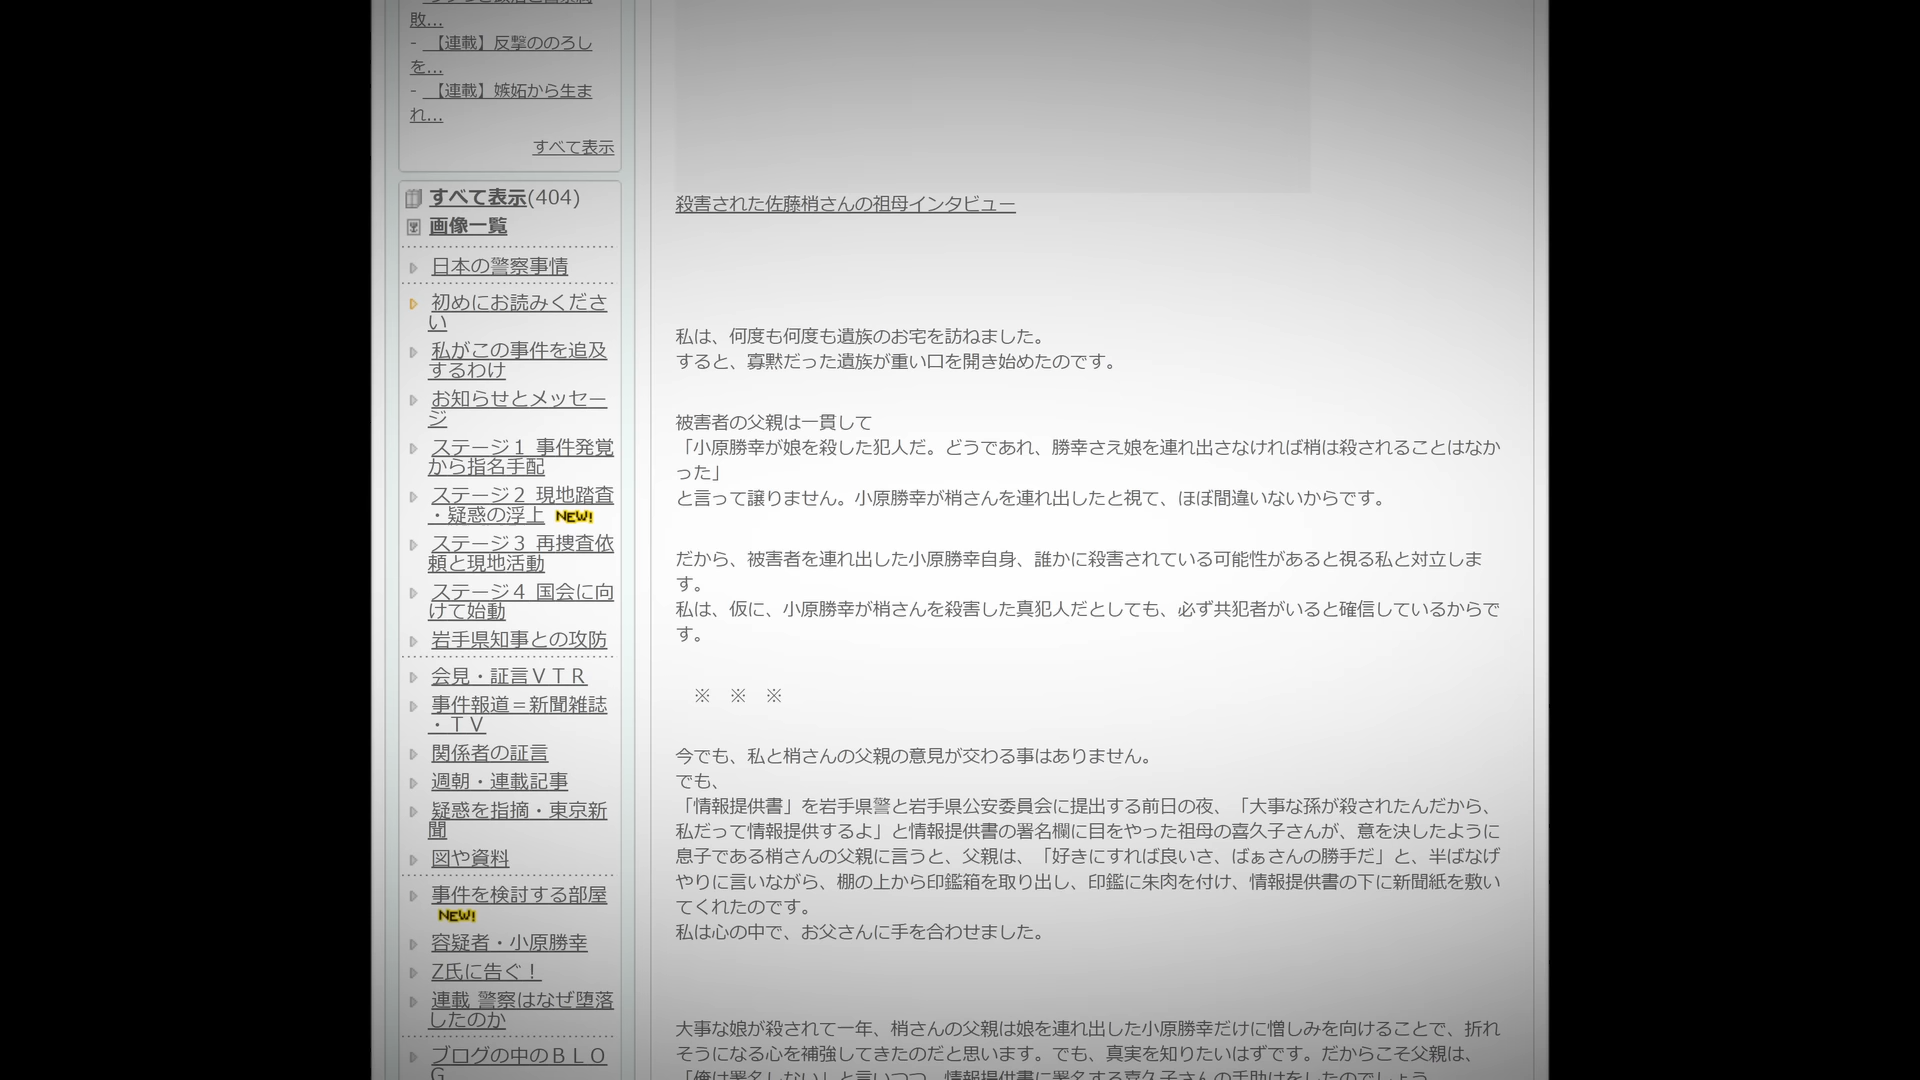 敗...
- 【連載】反撃ののろし
を...
- 【連載】嫉妬から生ま
れ...
すべて表示
すべて表示(404)
画像一覧
日本の警察事情
初めにお読みくださ
い
私がこの事件を追及
するわけ
お知らせとメッセー
ジ
ステージ１ 事件発覚
から指名手配
ステージ２ 現地踏査
・疑惑の浮上 NEW!
ステージ３ 再捜査依
頼と現地活動
ステージ４ 国会に向
けて始動
岩手県知事との攻防
会見・証言ＶＴＲ
事件報道＝新聞雑誌
・ＴＶ
関係者の証言
週朝・連載記事
疑惑を指摘・東京新
聞
図や資料
事件を検討する部屋
NEW!
容疑者・小原勝幸
Z氏に告ぐ！
連載 警察はなぜ堕落
したのか
ブログの中のＢＬＯ
Ｇ
殺害された佐藤梢さんの祖母インタビュー
私は、何度も何度も遺族のお宅を訪ねました。
すると、寡黙だった遺族が重い口を開き始めたのです。
被害者の父親は一貫して
「小原勝幸が娘を殺した犯人だ。どうであれ、勝幸さえ娘を連れ出さなければ梢は殺されることはなか
った」
と言って譲りません。小原勝幸が梢さんを連れ出したと視て、ほぼ間違いないからです。
だから、被害者を連れ出した小原勝幸自身、誰かに殺害されている可能性があると視る私と対立しま
す。
私は、仮に、小原勝幸が梢さんを殺害した真犯人だとしても、必ず共犯者がいると確信しているからで
す。
※　※　※
今でも、私と梢さんの父親の意見が交わる事はありません。
でも、
「情報提供書」を岩手県警と岩手県公安委員会に提出する前日の夜、「大事な孫が殺されたんだから、
私だって情報提供するよ」と情報提供書の署名欄に目をやった祖母の喜久子さんが、意を決したように
息子である梢さんの父親に言うと、父親は、「好きにすれば良いさ、ばぁさんの勝手だ」と、半ばなげ
やりに言いながら、棚の上から印鑑箱を取り出し、印鑑に朱肉を付け、情報提供書の下に新聞紙を敷い
てくれたのです。
私は心の中で、お父さんに手を合わせました。
大事な娘が殺されて一年、梢さんの父親は娘を連れ出した小原勝幸だけに憎しみを向けることで、折れ
そうになる心を補強してきたのだと思います。でも、真実を知りたいはずです。だからこそ父親は、
「俺は署名しない」と言いつつ、情報提供書に署名する喜久子さんの手助けをしたのでしょう。